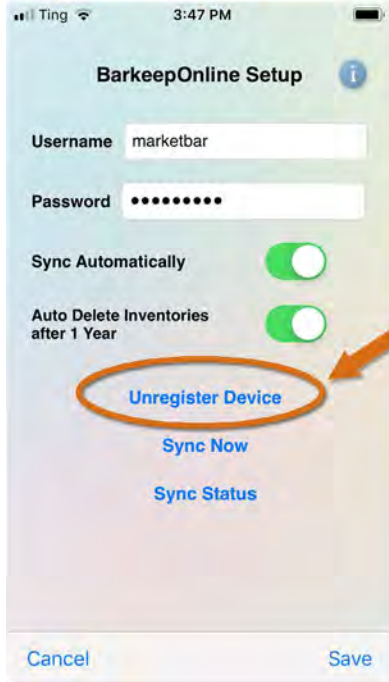 Ting 3:47 PM
BarkeepOnline Setup i
Username marketbar
Password •••••••••
Sync Automatically
Auto Delete Inventories
after 1 Year
Unregister Device
Sync Now
Sync Status
Cancel Save